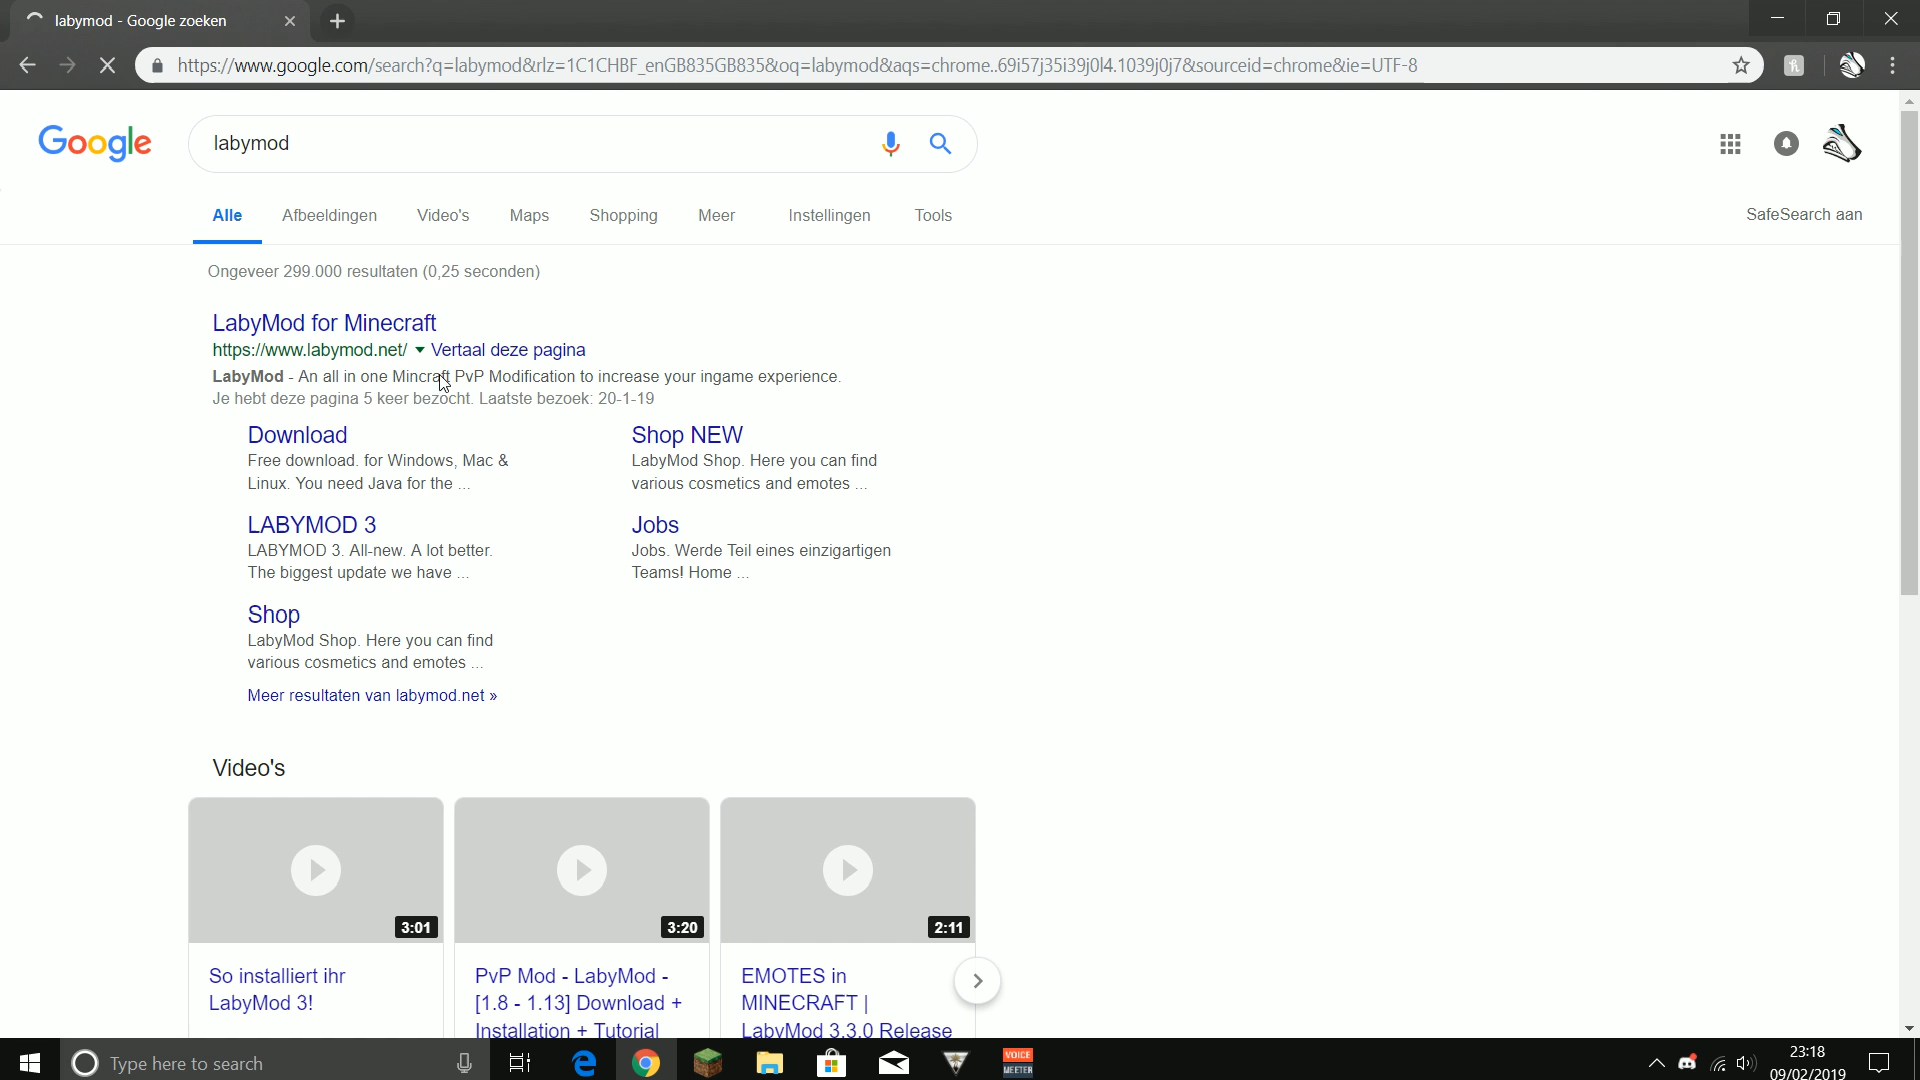 labymod - Google zoeken
https://www.google.com/search?q=labymod&rlz=1C1CHBF_enGB835GB835&oq=labymod&aqs=chrome..69i57j35i39j0l4.1039j0j7&sourceid=chrome&ie=UTF-8
Google
labymod
Alle Afbeeldingen Video's Maps Shopping Meer Instellingen Tools SafeSearch aan
Ongeveer 299.000 resultaten (0,25 seconden)
LabyMod for Minecraft
https://www.labymod.net/ Vertaal deze pagina
LabyMod - An all in one Mincraft PvP Modification to increase your ingame experience.
Je hebt deze pagina 5 keer bezocht. Laatste bezoek: 20-1-19
Download
Free download. for Windows, Mac &
Linux. You need Java for the ...
Shop NEW
LabyMod Shop. Here you can find
various cosmetics and emotes ...
LABYMOD 3
LABYMOD 3. All-new. A lot better.
The biggest update we have ...
Jobs
Jobs. Werde Teil eines einzigartigen
Teams! Home ...
Shop
LabyMod Shop. Here you can find
various cosmetics and emotes ...
Meer resultaten van labymod.net »
Video's
3:01
So installiert ihr
LabyMod 3!
3:20
PvP Mod - LabyMod -
[1.8 - 1.13] Download +
Installation + Tutorial
2:11
EMOTES in
MINECRAFT |
LabyMod 3.3.0 Release
Type here to search
VOICE
MEETER
23:18
09/02/2019